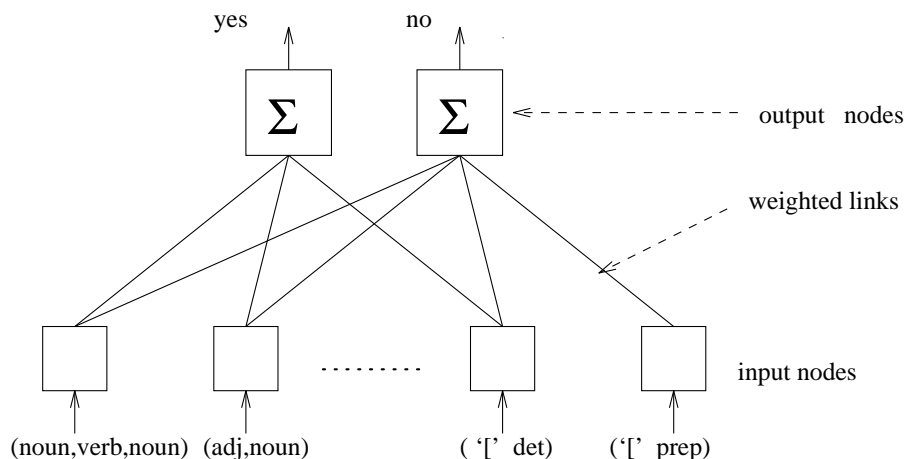 yes no
Σ Σ
output nodes
weighted links
input nodes
(noun,verb,noun) (adj,noun) ( ‘[’ det) (‘[’ prep)